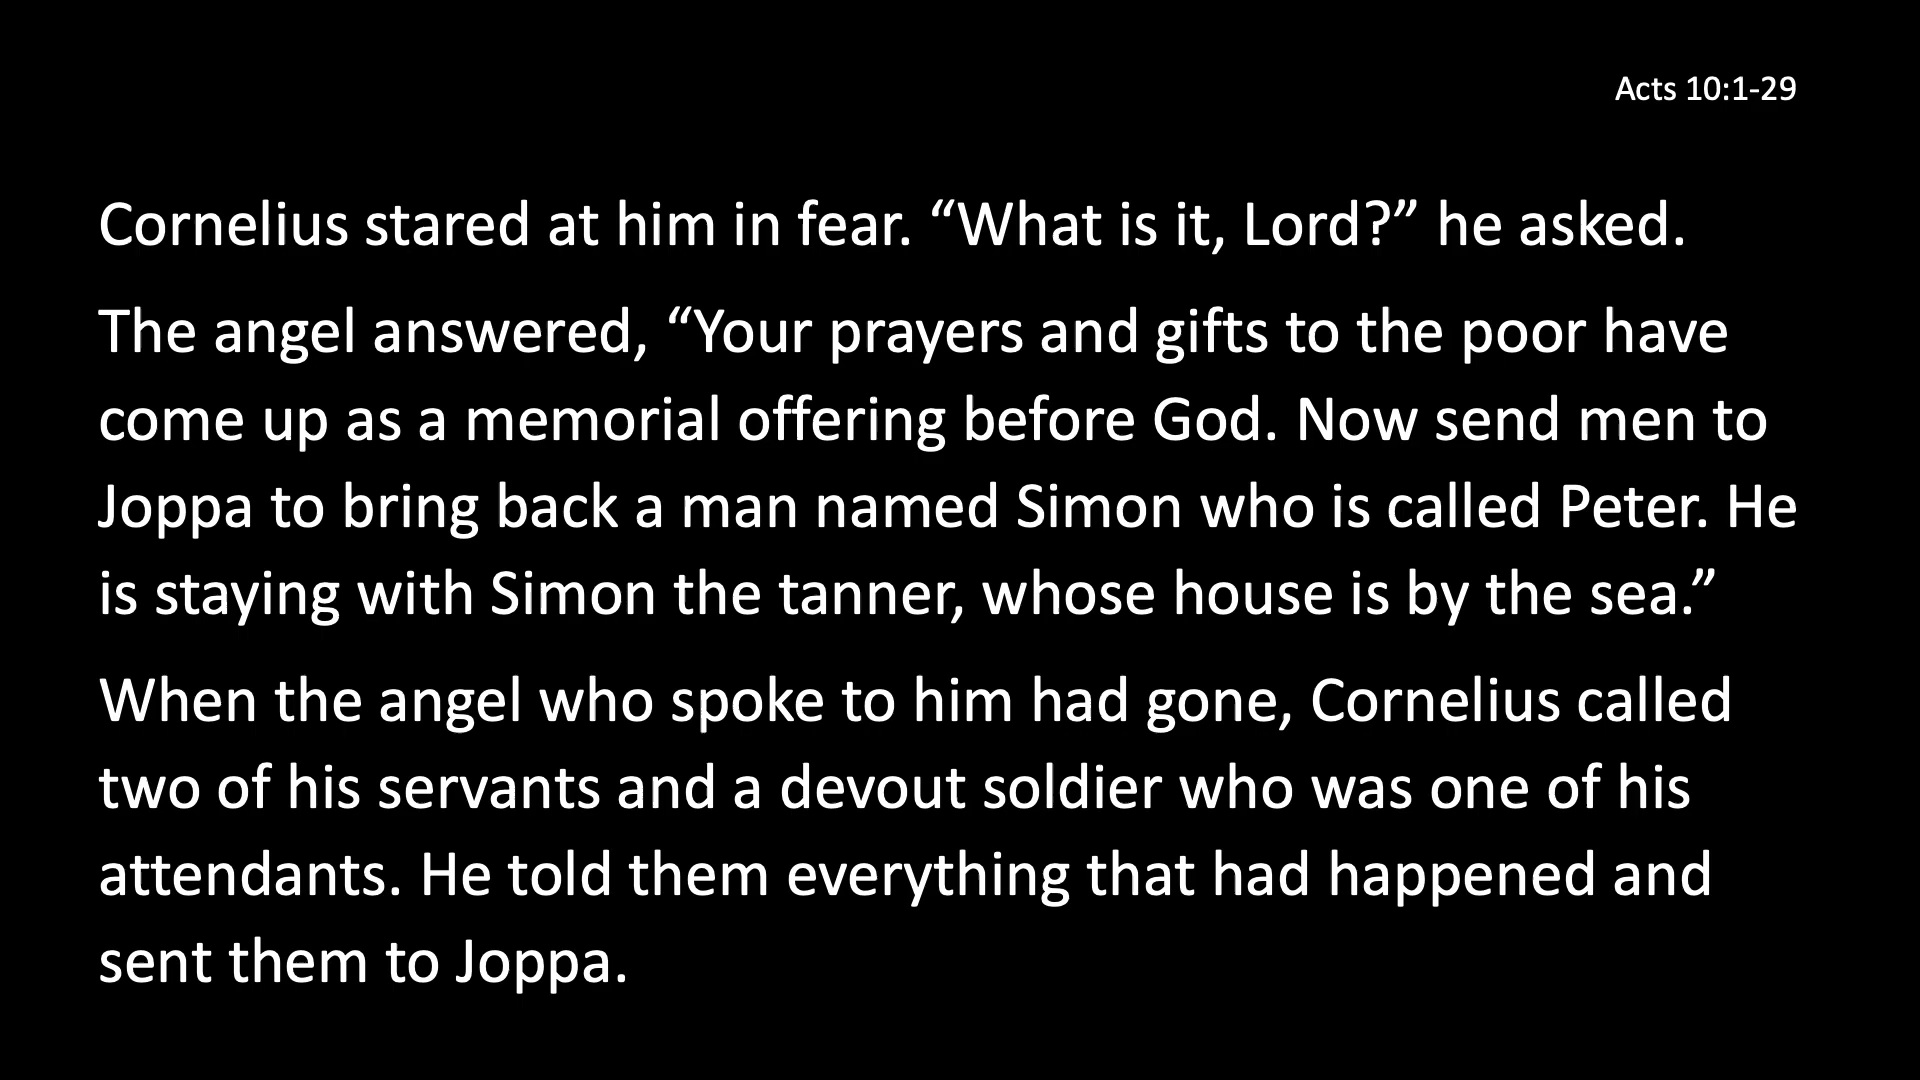 Acts 10:1-29
Cornelius stared at him in fear. “What is it, Lord?” he asked.
The angel answered, “Your prayers and gifts to the poor have
come up as a memorial offering before God. Now send men to
Joppa to bring back a man named Simon who is called Peter. He
is staying with Simon the tanner, whose house is by the sea.”
When the angel who spoke to him had gone, Cornelius called
two of his servants and a devout soldier who was one of his
attendants. He told them everything that had happened and
sent them to Joppa.